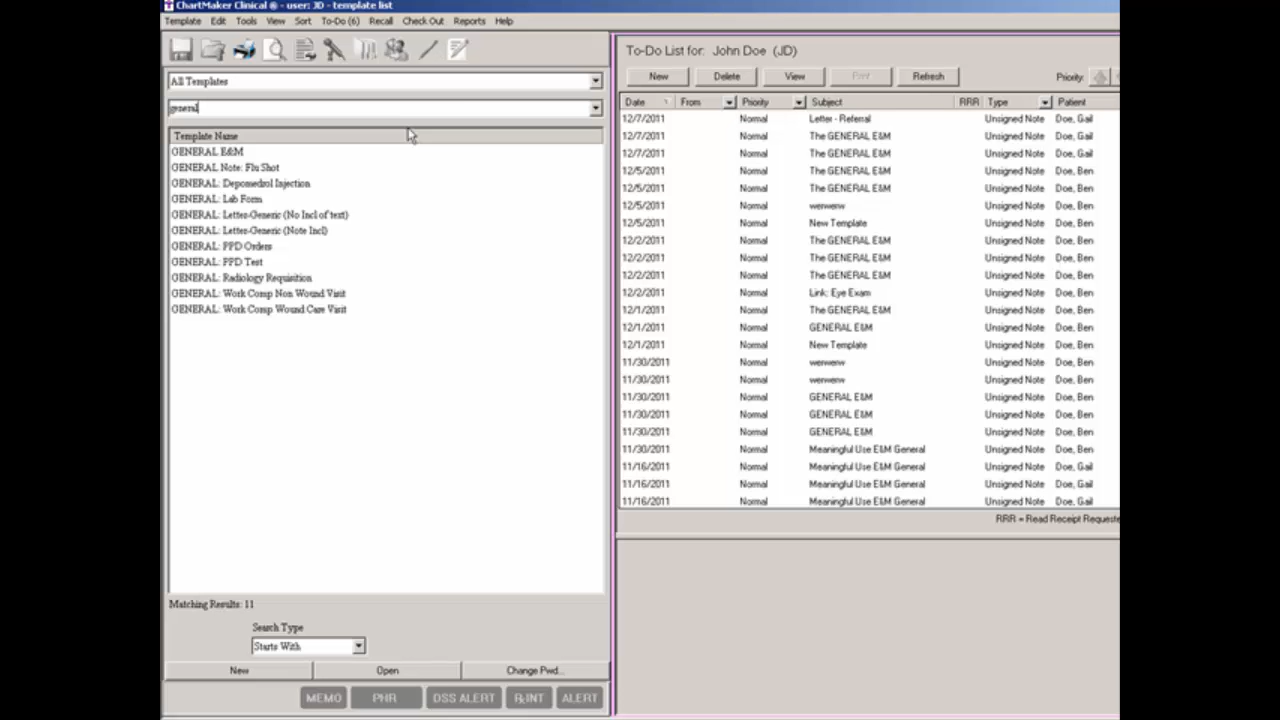 ChartMaker Clinical ® - user: JD - template list
Template Edit Tools View Sort To-Do (6) Recall Check Out Reports Help
All Templates
general
Template Name
GENERAL E&M
GENERAL Note: Flu Shot
GENERAL: Depomedrol Injection
GENERAL: Lab Form
GENERAL: Letter-Generic (No Incl of text)
GENERAL: Letter-Generic (Note Incl)
GENERAL: PPD Orders
GENERAL: PPD Test
GENERAL: Radiology Requisition
GENERAL: Work Comp Non Wound Visit
GENERAL: Work Comp Wound Care Visit
Matching Results: 11
Search Type
Starts With
New Open Change Pwd...
MEMO PHR DSS ALERT RxINT ALERT
To-Do List for: John Doe (JD)
New Delete View Print Refresh Priority:
Date From Priority Subject RRR Type Patient
12/7/2011 Normal Letter - Referral Unsigned Note Doe, Gail
12/7/2011 Normal The GENERAL E&M Unsigned Note Doe, Gail
12/7/2011 Normal The GENERAL E&M Unsigned Note Doe, Gail
12/5/2011 Normal The GENERAL E&M Unsigned Note Doe, Ben
12/5/2011 Normal The GENERAL E&M Unsigned Note Doe, Ben
12/5/2011 Normal werwerw Unsigned Note Doe, Ben
12/5/2011 Normal New Template Unsigned Note Doe, Ben
12/2/2011 Normal The GENERAL E&M Unsigned Note Doe, Ben
12/2/2011 Normal The GENERAL E&M Unsigned Note Doe, Ben
12/2/2011 Normal The GENERAL E&M Unsigned Note Doe, Ben
12/2/2011 Normal Link: Eye Exam Unsigned Note Doe, Ben
12/1/2011 Normal The GENERAL E&M Unsigned Note Doe, Ben
12/1/2011 Normal GENERAL E&M Unsigned Note Doe, Ben
12/1/2011 Normal New Template Unsigned Note Doe, Ben
11/30/2011 Normal werwerw Unsigned Note Doe, Ben
11/30/2011 Normal werwerw Unsigned Note Doe, Ben
11/30/2011 Normal GENERAL E&M Unsigned Note Doe, Ben
11/30/2011 Normal GENERAL E&M Unsigned Note Doe, Ben
11/30/2011 Normal GENERAL E&M Unsigned Note Doe, Ben
11/30/2011 Normal Meaningful Use E&M General Unsigned Note Doe, Ben
11/16/2011 Normal Meaningful Use E&M General Unsigned Note Doe, Gail
11/16/2011 Normal Meaningful Use E&M General Unsigned Note Doe, Gail
11/16/2011 Normal Meaningful Use E&M General Unsigned Note Doe, Gail
RRR = Read Receipt Requeste